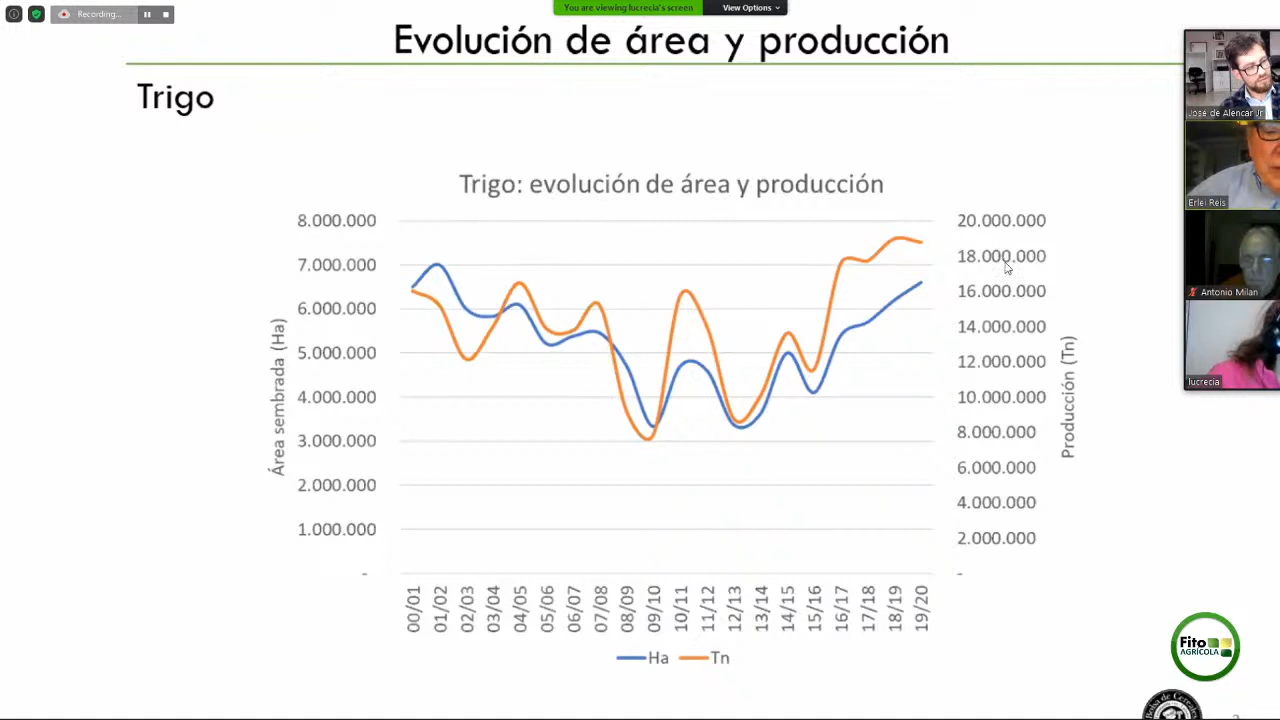 Recording...
You are viewing lucrecia's screen
View Options
Evolución de área y producción
Trigo
Trigo: evolución de área y producción
8.000.000
7.000.000
6.000.000
5.000.000
4.000.000
3.000.000
2.000.000
1.000.000
-
Área sembrada (Ha)
20.000.000
18.000.000
16.000.000
14.000.000
12.000.000
10.000.000
8.000.000
6.000.000
4.000.000
2.000.000
-
Producción (Tn)
00/01
01/02
02/03
03/04
04/05
05/06
06/07
07/08
08/09
09/10
10/11
11/12
12/13
13/14
14/15
15/16
16/17
17/18
18/19
19/20
Ha
Tn
José de Alencar Jr
Erlei Reis
Antonio Milan
lucrecia
Fito
AGRÍCOLA
Bolsa de Cereales